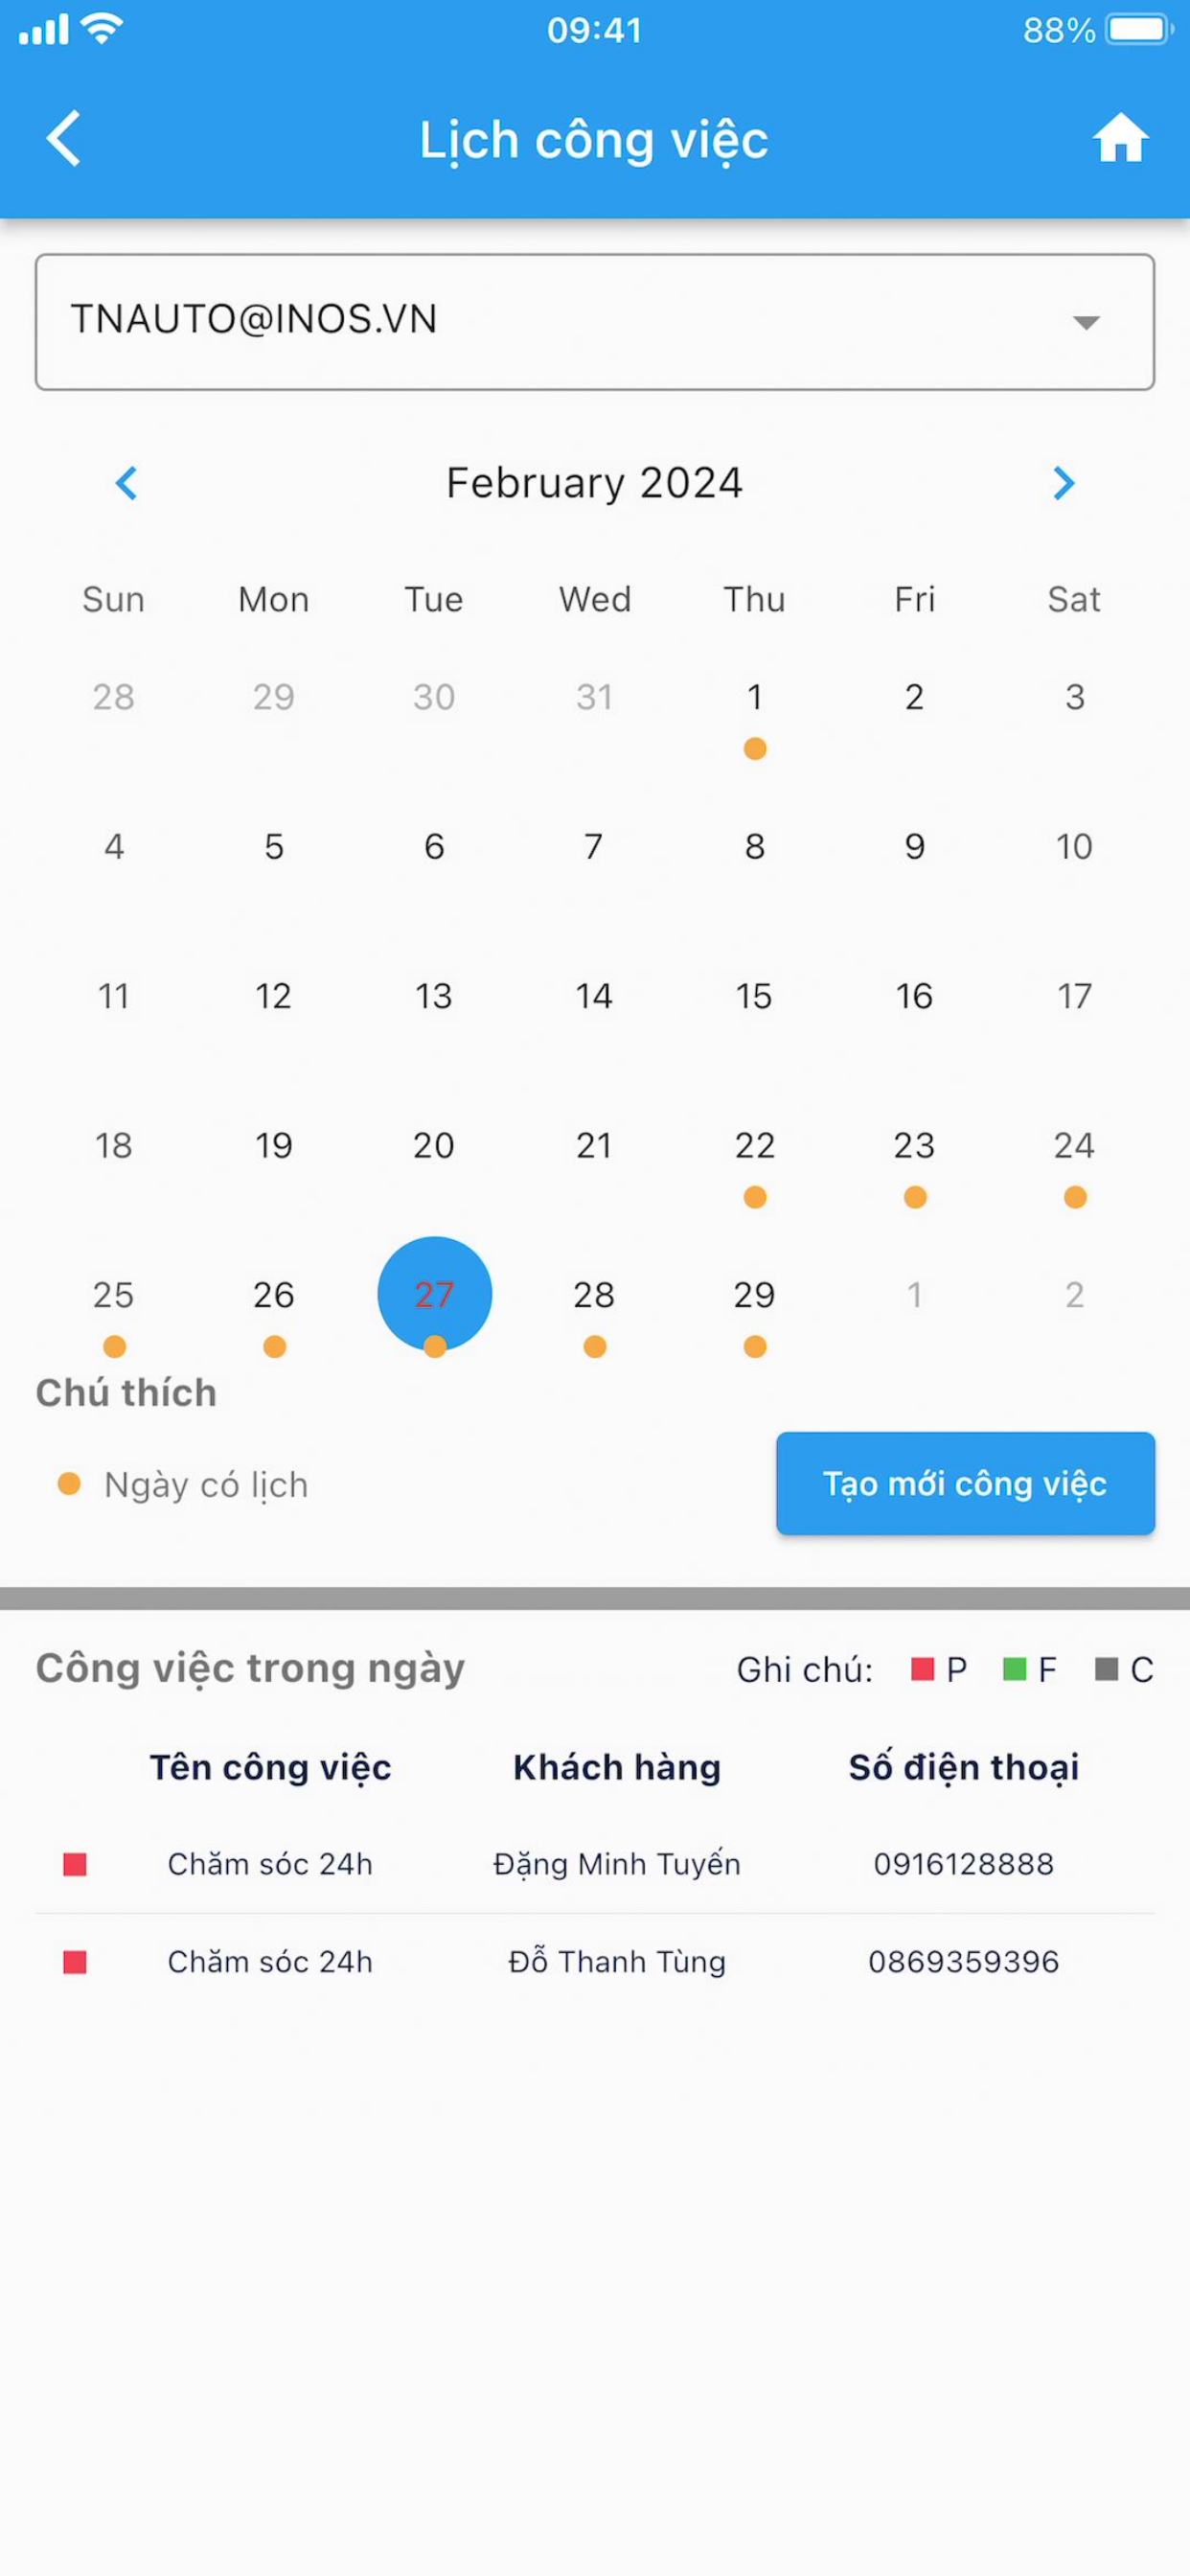 09:41 88%
Lịch công việc
TNAUTO@INOS.VN
February 2024
Sun Mon Tue Wed Thu Fri Sat
28 29 30 31 1 2 3
4 5 6 7 8 9 10
11 12 13 14 15 16 17
18 19 20 21 22 23 24
25 26 27 28 29 1 2
Chú thích
Ngày có lịch
Tạo mới công việc
Công việc trong ngày
Ghi chú: P F C
Tên công việc Khách hàng Số điện thoại
Chăm sóc 24h Đặng Minh Tuyến 0916128888
Chăm sóc 24h Đỗ Thanh Tùng 0869359396